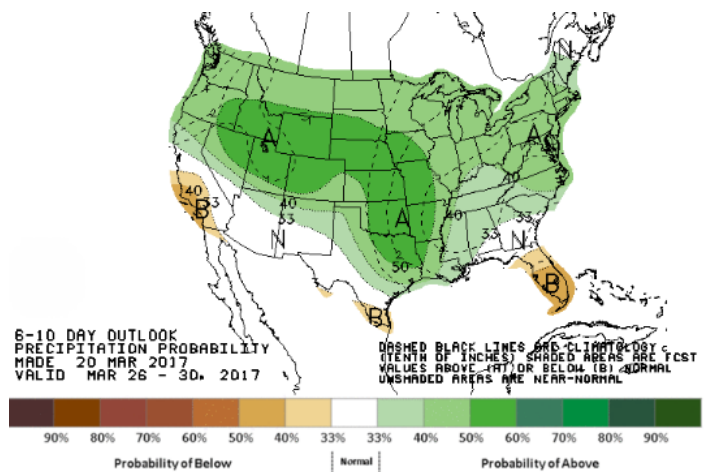 N
A
A
40
40
33
B
40
33
N
A
40
33
33
N
2
50
B
B
6-10 DAY OUTLOOK
PRECIPITATION PROBABILITY
MADE 20 MAR 2017
VALID MAR 26 - 30, 2017
DASHED BLACK LINES ARE CLIMATOLOGY
(TENTH OF INCHES) SHADED AREAS ARE FCST
VALUES ABOVE (A) OR BELOW (B) NORMAL
UNSHADED AREAS ARE NEAR-NORMAL
90% 80% 70% 60% 50% 40% 33% 33% 40% 50% 60% 70% 80% 90%
Probability of Below Normal Probability of Above